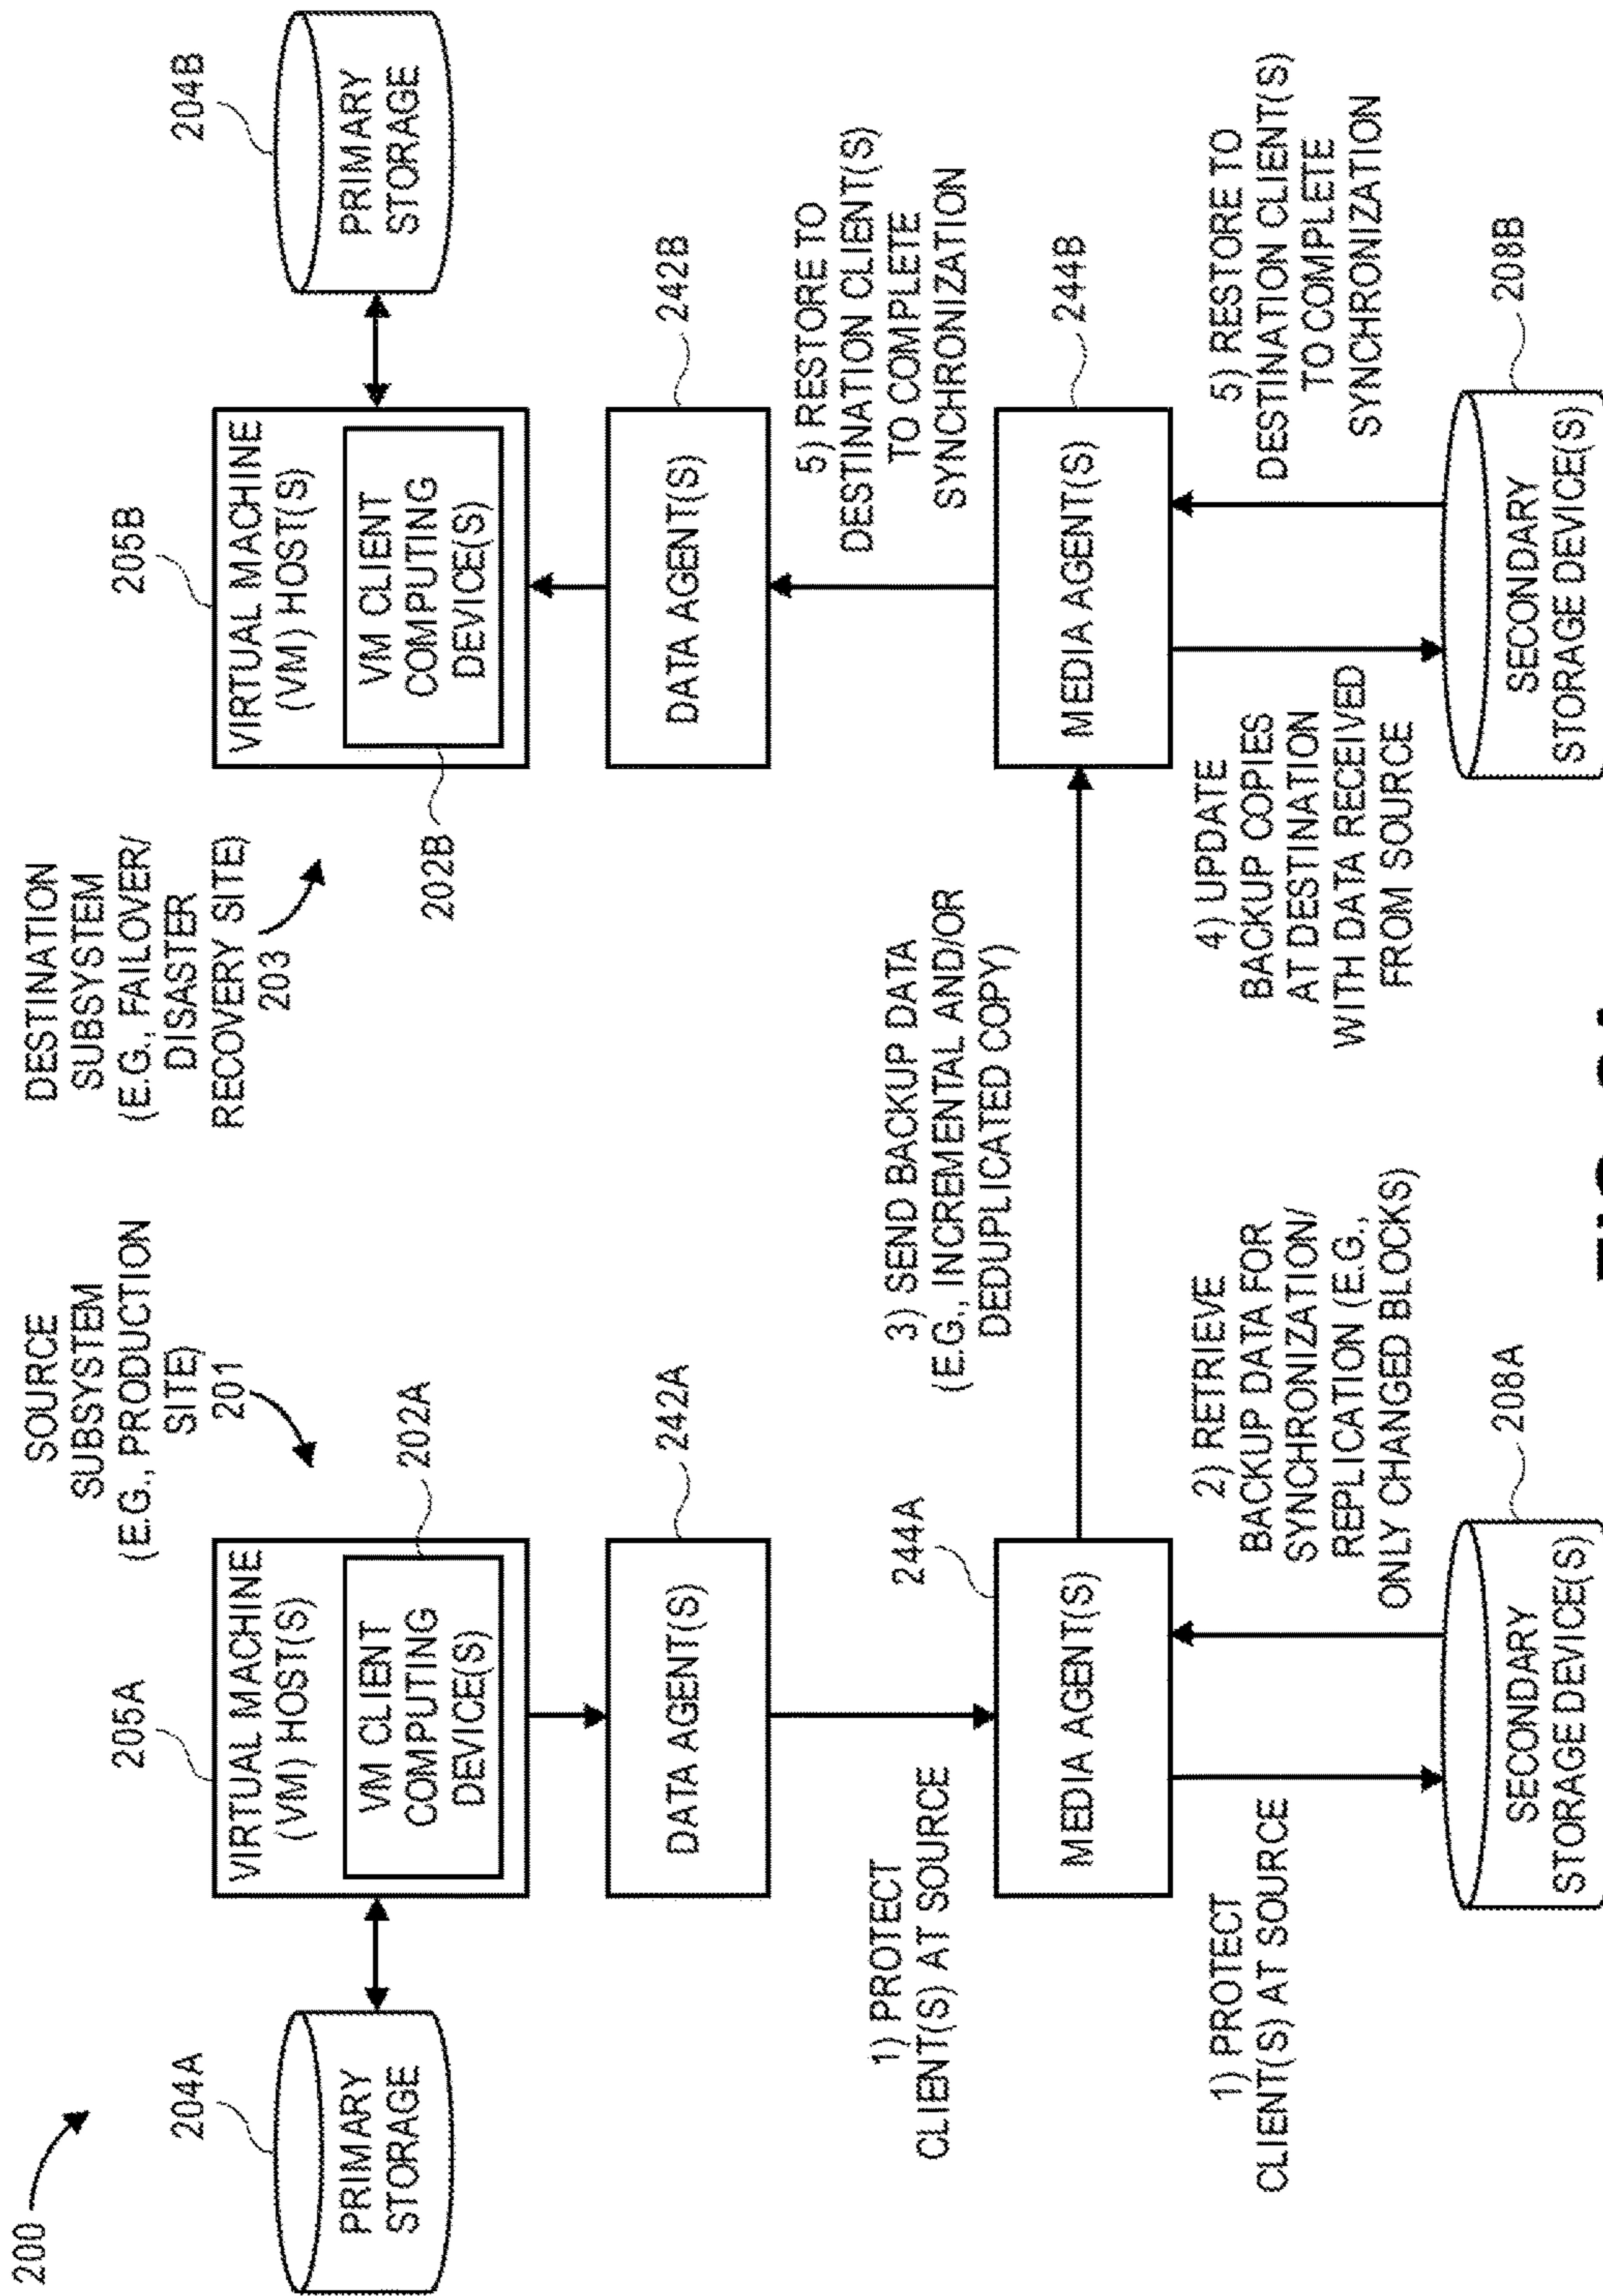 200
SOURCE
SUBSYSTEM
(E.G., PRODUCTION
SITE)
201
DESTINATION
SUBSYSTEM
(E.G., FAILOVER/
DISASTER
RECOVERY SITE)
203
204A
PRIMARY
STORAGE
205A
VIRTUAL MACHINE
(VM) HOST(S)
VM CLIENT
COMPUTING
DEVICE(S)
202A
205B
VIRTUAL MACHINE
(VM) HOST(S)
VM CLIENT
COMPUTING
DEVICE(S)
202B
204B
PRIMARY
STORAGE
DATA AGENT(S)
242A
DATA AGENT(S)
242B
1) PROTECT
CLIENT(S) AT SOURCE
3) SEND BACKUP DATA
(E.G., INCREMENTAL AND/OR
DEDUPLICATED COPY)
5) RESTORE TO
DESTINATION CLIENT(S)
TO COMPLETE
SYNCHRONIZATION
244A
MEDIA AGENT(S)
MEDIA AGENT(S)
244B
1) PROTECT
CLIENT(S) AT SOURCE
2) RETRIEVE
BACKUP DATA FOR
SYNCHRONIZATION/
REPLICATION (E.G.,
ONLY CHANGED BLOCKS)
4) UPDATE
BACKUP COPIES
AT DESTINATION
WITH DATA RECEIVED
FROM SOURCE
5) RESTORE TO
DESTINATION CLIENT(S)
TO COMPLETE
SYNCHRONIZATION
SECONDARY
STORAGE DEVICE(S)
208A
SECONDARY
STORAGE DEVICE(S)
208B